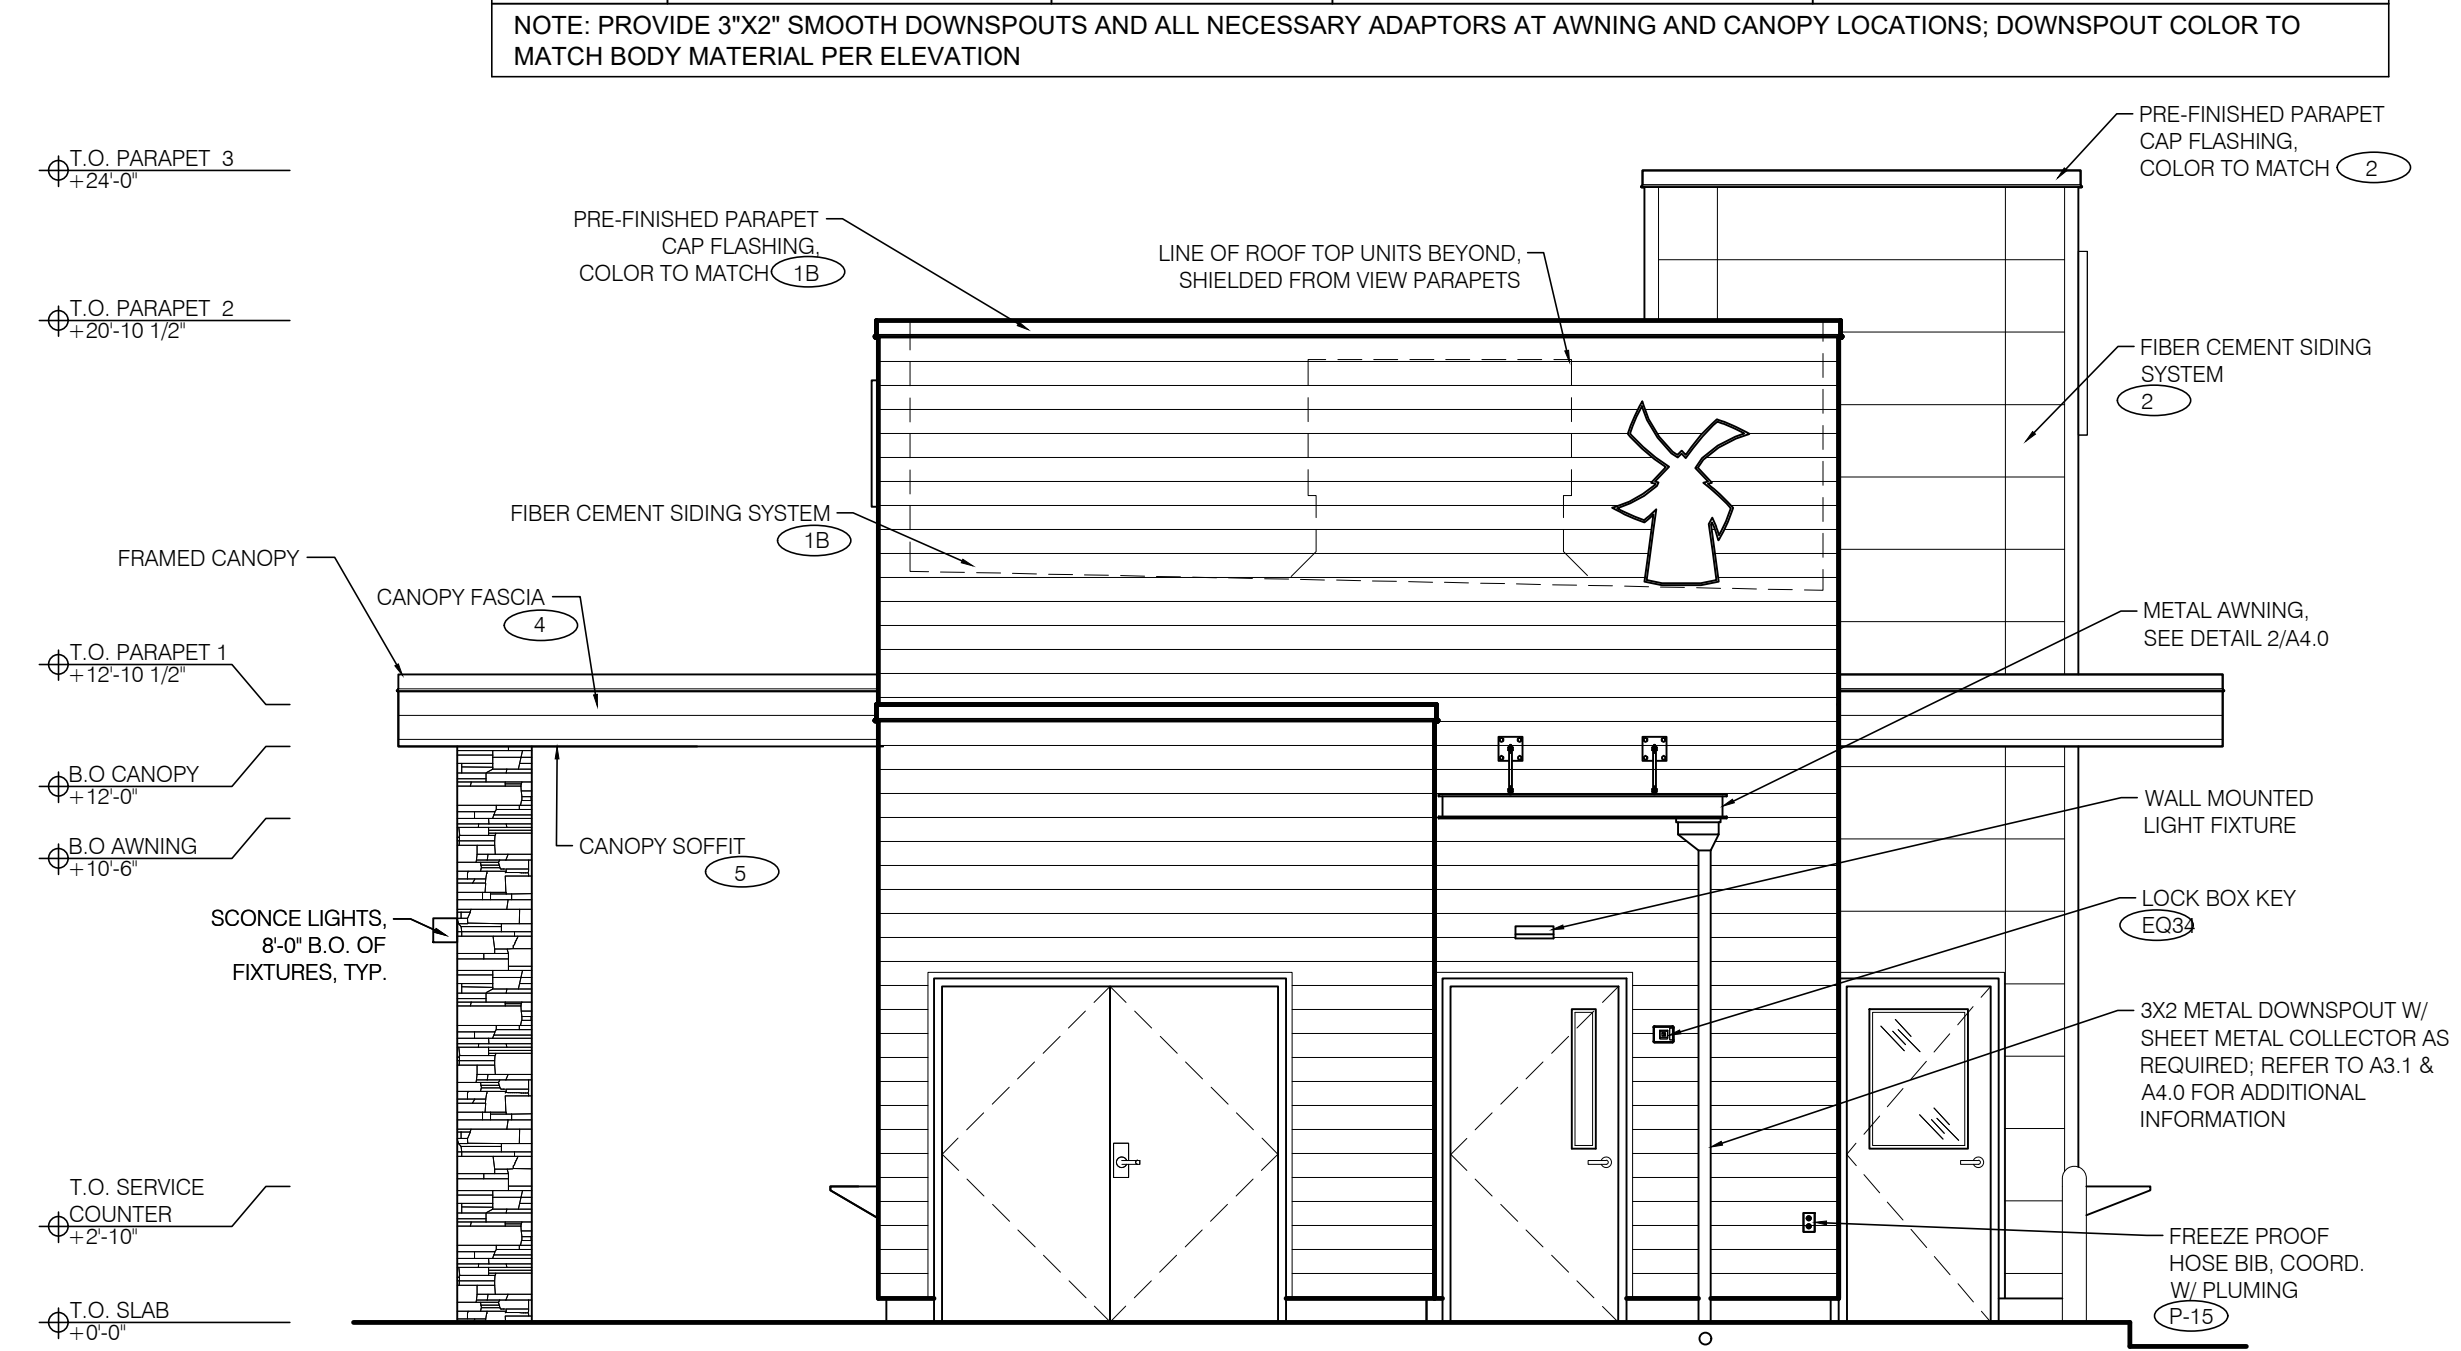 NOTE: PROVIDE 3"X2" SMOOTH DOWNSPOUTS AND ALL NECESSARY ADAPTORS AT AWNING AND CANOPY LOCATIONS; DOWNSPOUT COLOR TO
MATCH BODY MATERIAL PER ELEVATION
T.O. PARAPET 3
+24'-0"
T.O. PARAPET 2
+20'-10 1/2"
T.O. PARAPET 1
+12'-10 1/2"
B.O CANOPY
+12'-0"
B.O AWNING
+10'-6"
T.O. SERVICE
COUNTER
+2'-10"
T.O. SLAB
+0'-0"
PRE-FINISHED PARAPET
CAP FLASHING,
COLOR TO MATCH 1B
LINE OF ROOF TOP UNITS BEYOND,
SHIELDED FROM VIEW PARAPETS
FIBER CEMENT SIDING SYSTEM
1B
FRAMED CANOPY
CANOPY FASCIA
4
CANOPY SOFFIT
5
SCONCE LIGHTS,
8'-0" B.O. OF
FIXTURES, TYP.
PRE-FINISHED PARAPET
CAP FLASHING,
COLOR TO MATCH 2
FIBER CEMENT SIDING
SYSTEM
2
METAL AWNING,
SEE DETAIL 2/A4.0
WALL MOUNTED
LIGHT FIXTURE
LOCK BOX KEY
EQ34
3X2 METAL DOWNSPOUT W/
SHEET METAL COLLECTOR AS
REQUIRED; REFER TO A3.1 &
A4.0 FOR ADDITIONAL
INFORMATION
FREEZE PROOF
HOSE BIB, COORD.
W/ PLUMING
P-15